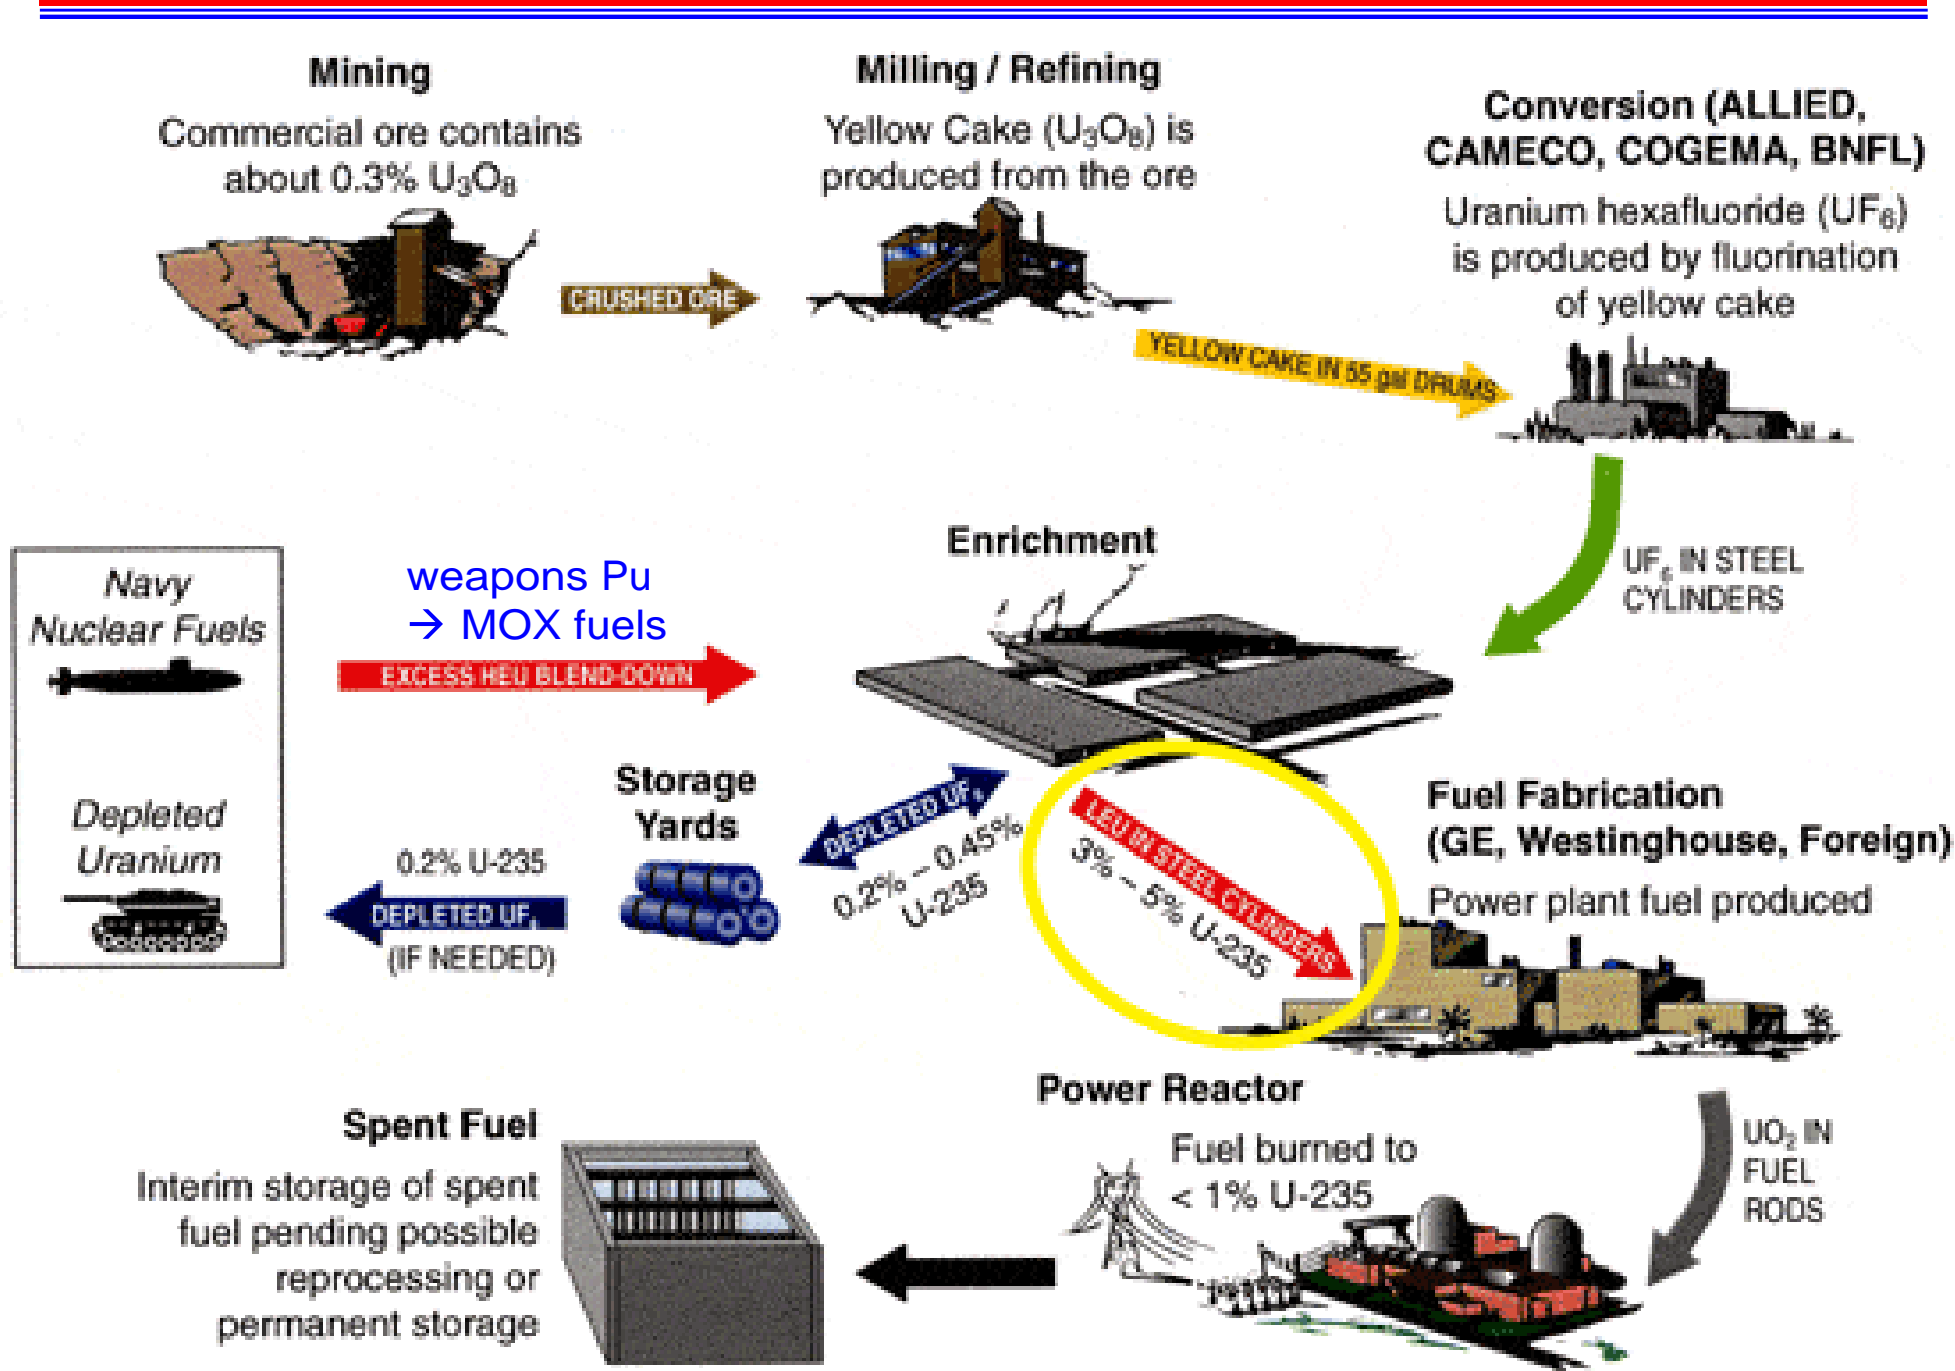 Mining
Commercial ore contains
about 0.3% U₃O₈
CRUSHED ORE
Milling / Refining
Yellow Cake (U₃O₈) is
produced from the ore
YELLOW CAKE IN 55 gal DRUMS
Conversion (ALLIED,
CAMECO, COGEMA, BNFL)
Uranium hexafluoride (UF₆)
is produced by fluorination
of yellow cake
UF₆ IN STEEL
CYLINDERS
Enrichment
Navy
Nuclear Fuels
weapons Pu
→ MOX fuels
EXCESS HEU BLEND-DOWN
Depleted
Uranium
0.2% U-235
DEPLETED UF₆
(IF NEEDED)
Storage
Yards
DEPLETED UF₆
0.2% – 0.45%
U-235
LEU IN STEEL CYLINDERS
3% – 5% U-235
Fuel Fabrication
(GE, Westinghouse, Foreign)
Power plant fuel produced
UO₂ IN
FUEL
RODS
Power Reactor
Fuel burned to
< 1% U-235
Spent Fuel
Interim storage of spent
fuel pending possible
reprocessing or
permanent storage